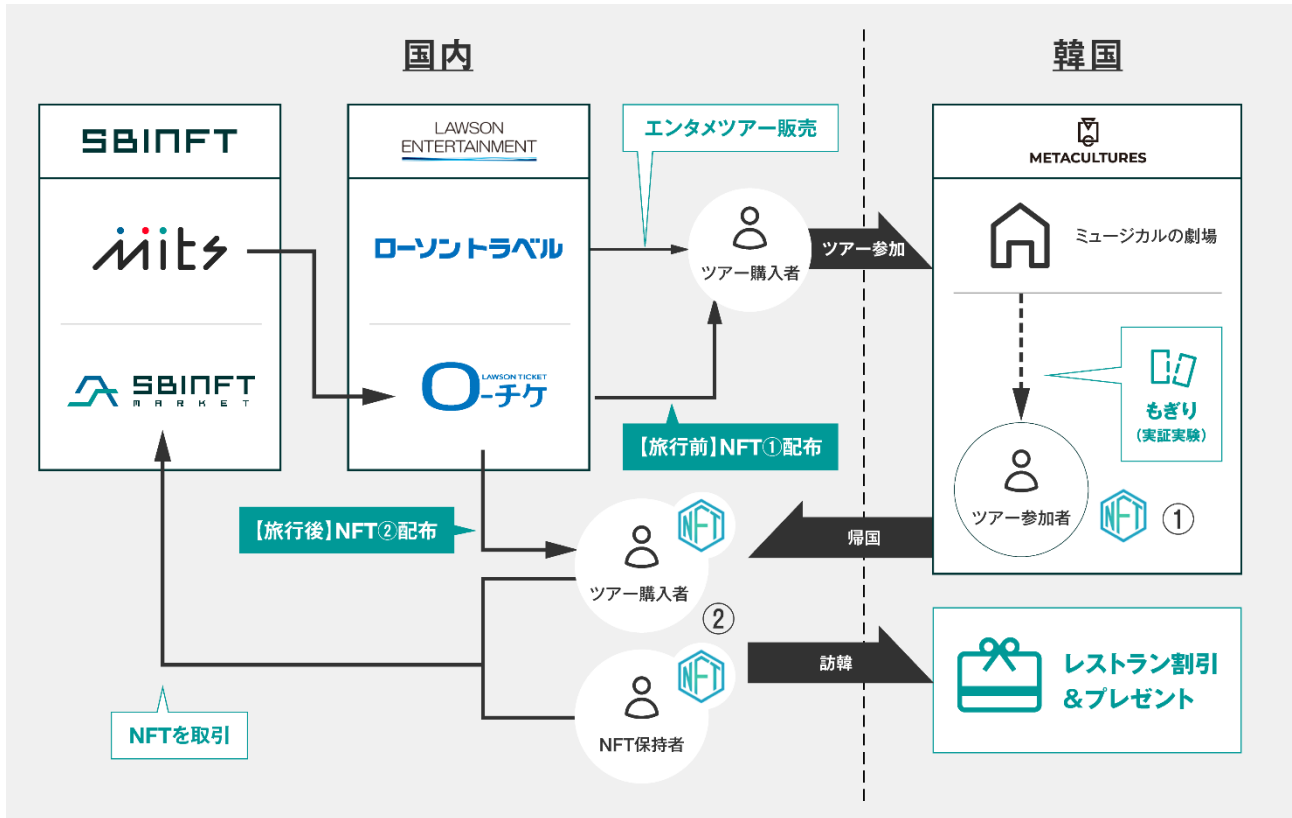 国内
韓国
SBINFT
mits
SBINFT
MARKET
LAWSON
ENTERTAINMENT
ローソントラベル
LAWSON TICKET
ローチケ
エンタメツアー販売
ツアー購入者
【旅行前】NFT①配布
ツアー参加
METACULTURES
ミュージカルの劇場
もぎり
(実証実験)
ツアー参加者
NFT
①
帰国
【旅行後】NFT②配布
NFT
ツアー購入者
②
NFT
NFT保持者
訪韓
レストラン割引
&プレゼント
NFTを取引